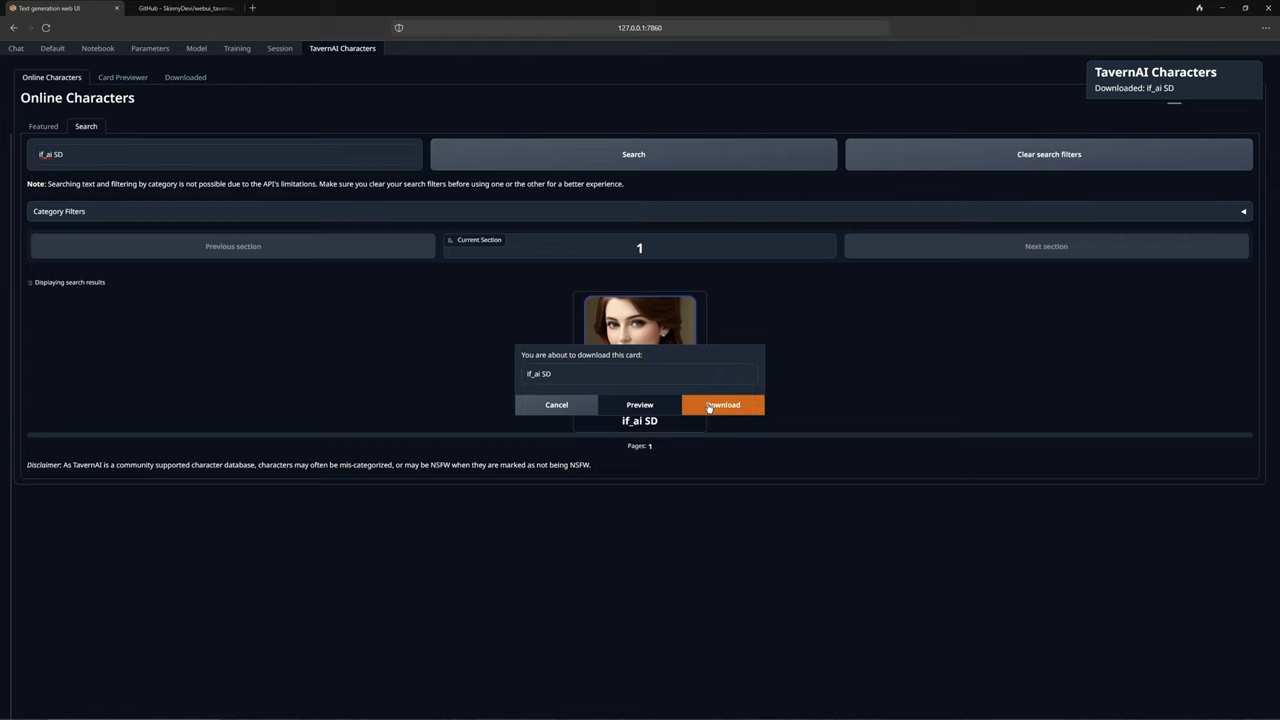 Text generation web UI
GitHub - SkinnyDevi/webui_taverna
127.0.0.1:7860
Chat
Default
Notebook
Parameters
Model
Training
Session
TavernAI Characters
Online Characters
Card Previewer
Downloaded
TavernAI Characters
Downloaded: if_ai SD
Online Characters
Featured
Search
if_ai SD
Search
Clear search filters
Note: Searching text and filtering by category is not possible due to the API's limitations. Make sure you clear your search filters before using one or the other for a better experience.
Category Filters
Previous section
Current Section
1
Next section
Displaying search results
You are about to download this card:
if_ai SD
Cancel
Preview
Download
if_ai SD
Pages: 1
Disclaimer: As TavernAI is a community supported character database, characters may often be mis-categorized, or may be NSFW when they are marked as not being NSFW.